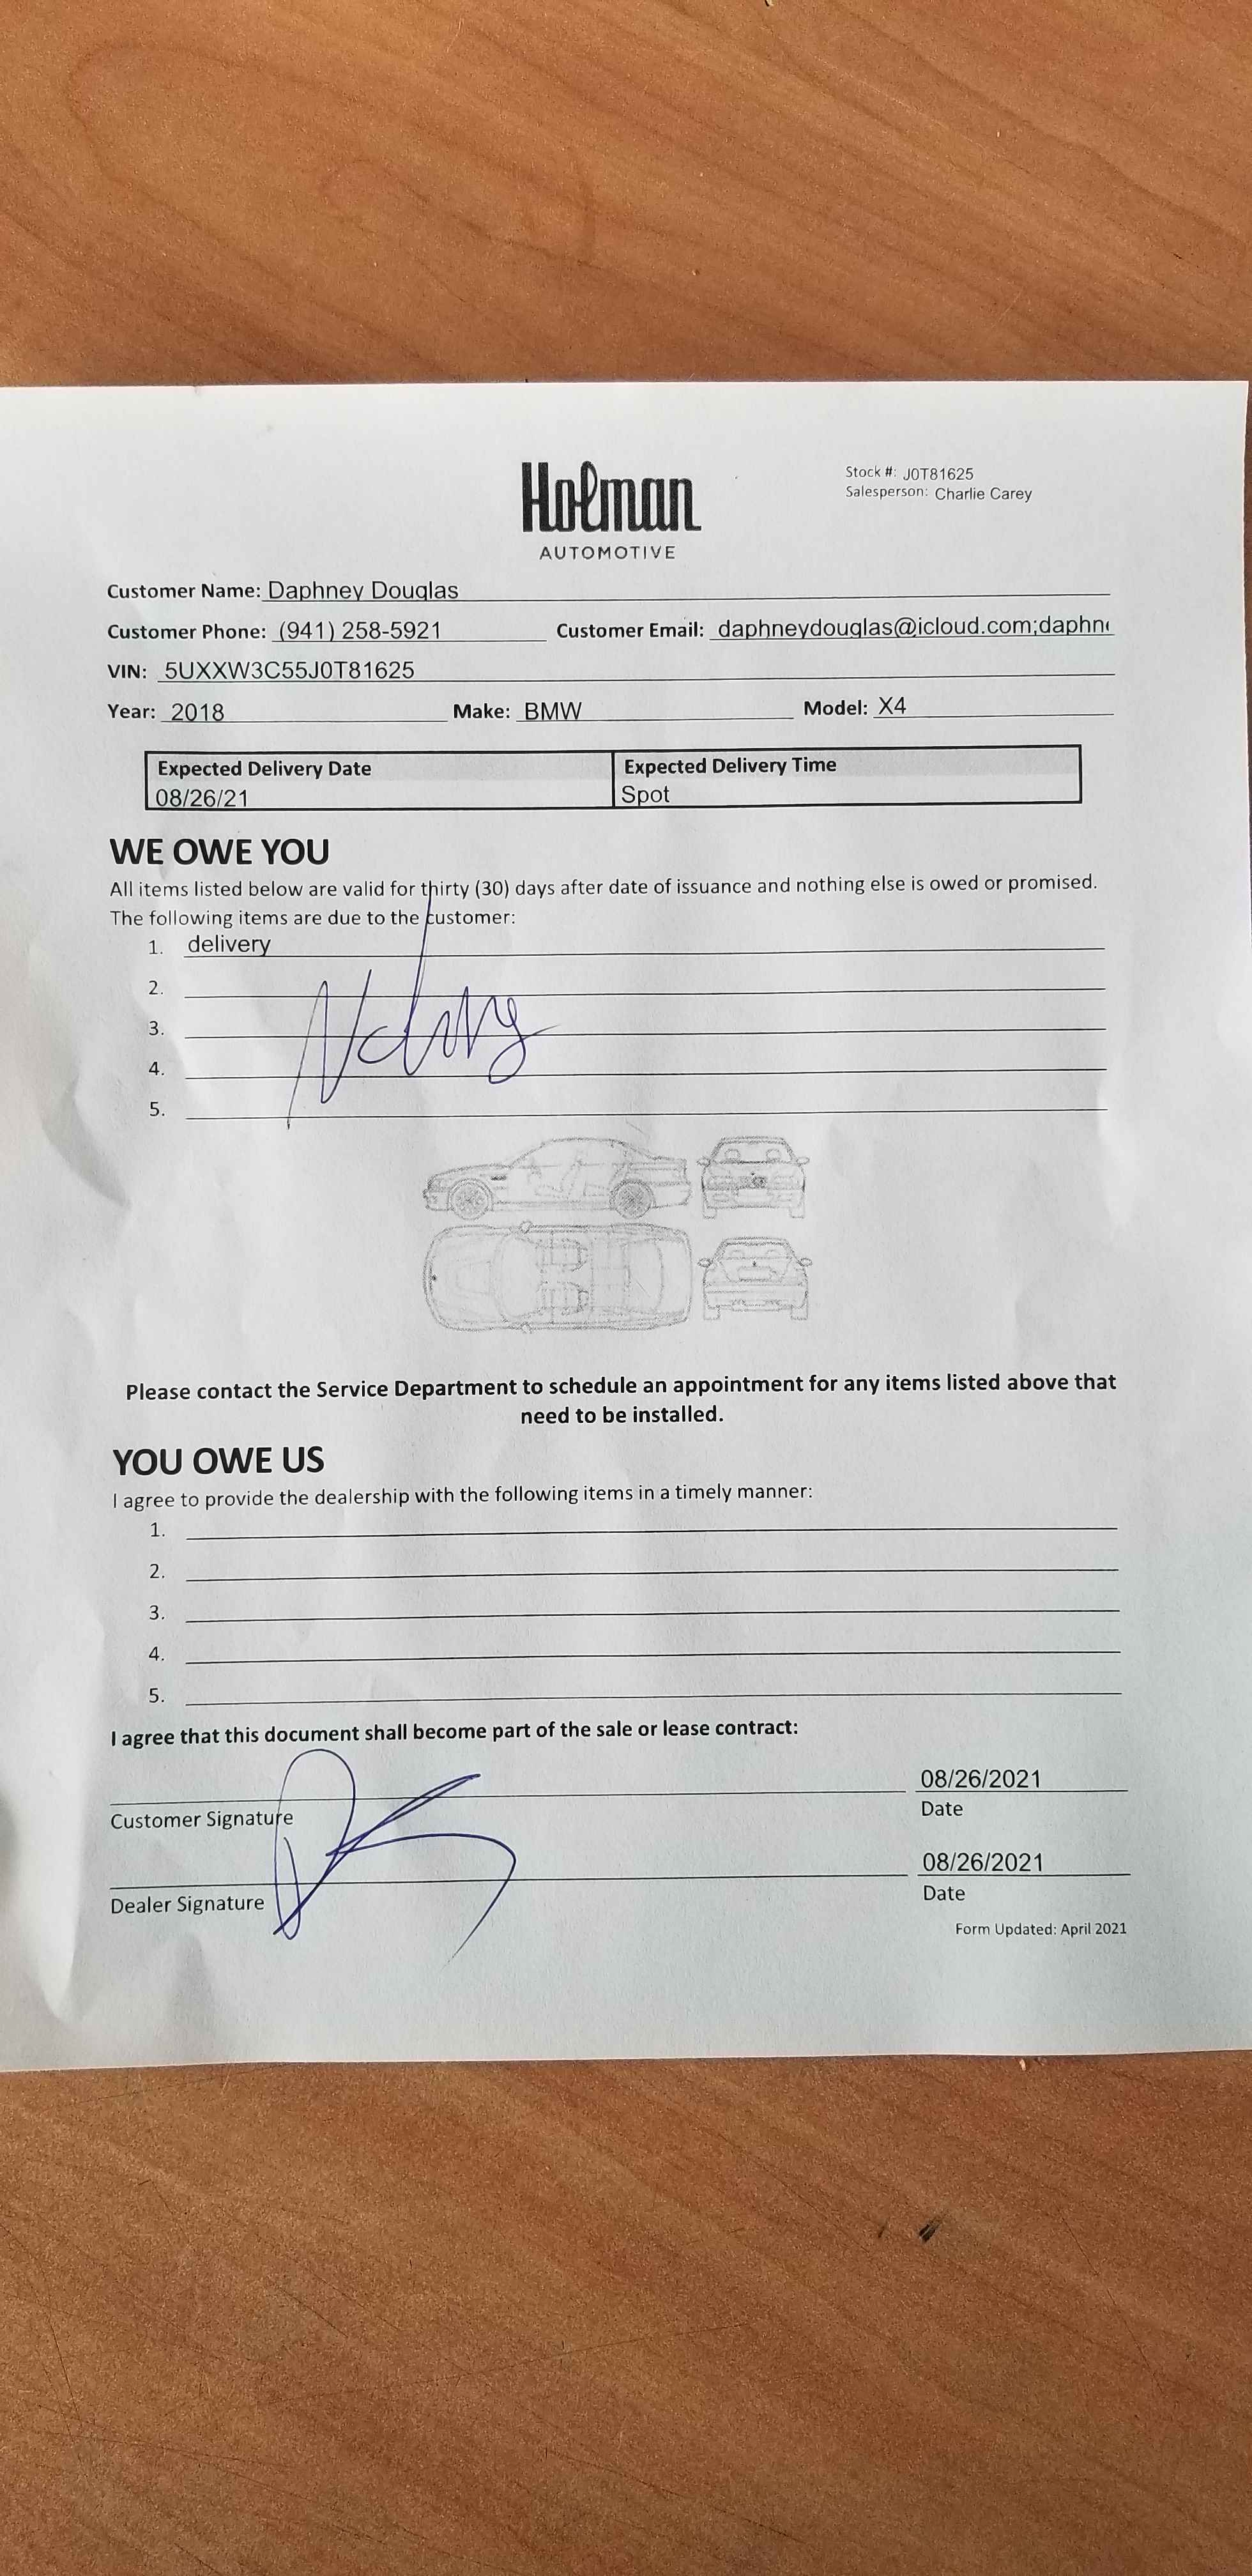 Holman
AUTOMOTIVE
Stock #: J0T81625
Salesperson: Charlie Carey
Customer Name: Daphney Douglas
Customer Phone: (941) 258-5921 Customer Email: daphneydouglas@icloud.com;daphn
VIN: 5UXXW3C55J0T81625
Year: 2018 Make: BMW Model: X4
Expected Delivery Date Expected Delivery Time
08/26/21 Spot
WE OWE YOU
All items listed below are valid for thirty (30) days after date of issuance and nothing else is owed or promised.
The following items are due to the customer:
1. delivery
2.
3.
4.
5.
Please contact the Service Department to schedule an appointment for any items listed above that
need to be installed.
YOU OWE US
I agree to provide the dealership with the following items in a timely manner:
1.
2.
3.
4.
5.
I agree that this document shall become part of the sale or lease contract:
08/26/2021
Customer Signature Date
08/26/2021
Dealer Signature Date
Form Updated: April 2021